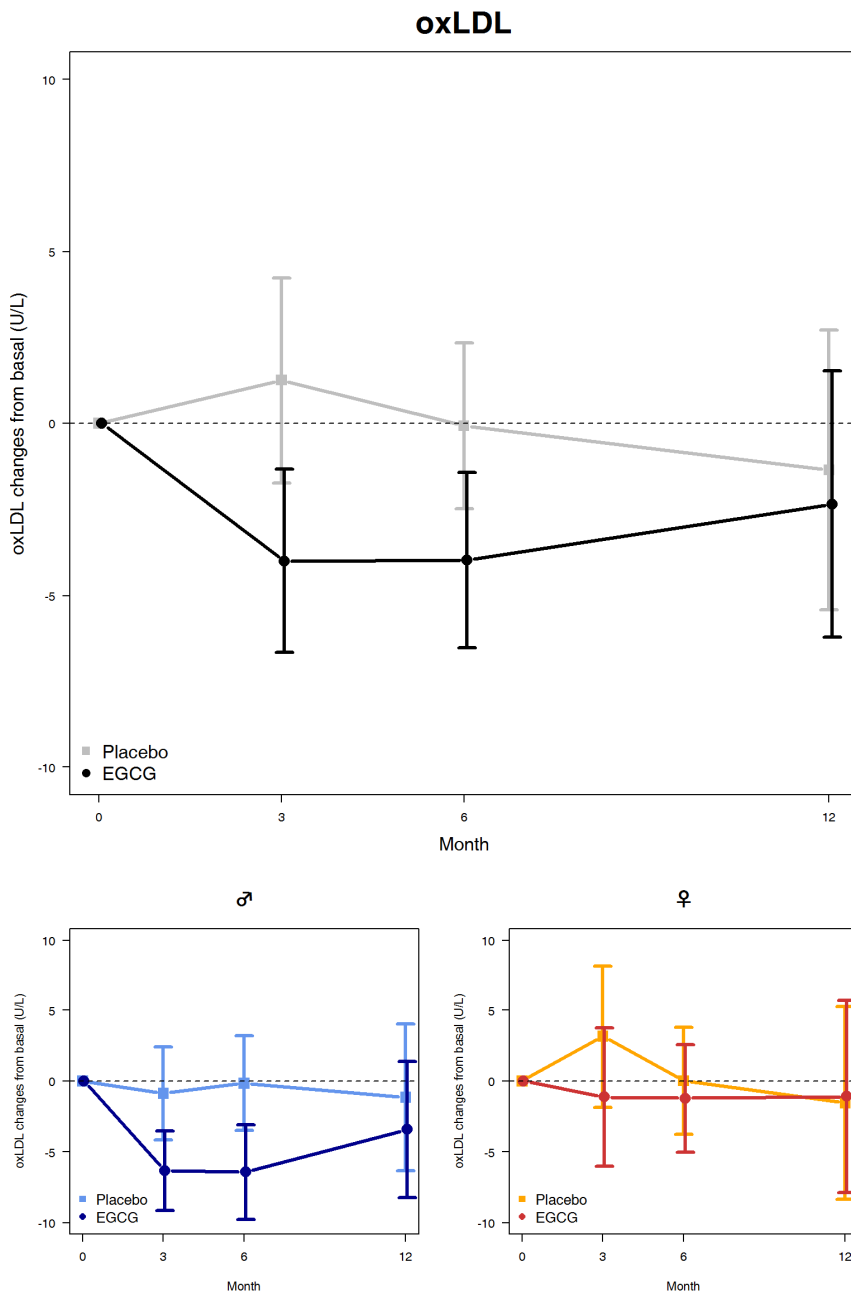 oxLDL
10
5
0
-5
-10
oxLDL changes from basal (U/L)
Placebo
EGCG
0 3 6 12
Month
♂
10
5
0
-5
-10
oxLDL changes from basal (U/L)
Placebo
EGCG
0 3 6 12
Month
♀
10
5
0
-5
-10
oxLDL changes from basal (U/L)
Placebo
EGCG
0 3 6 12
Month